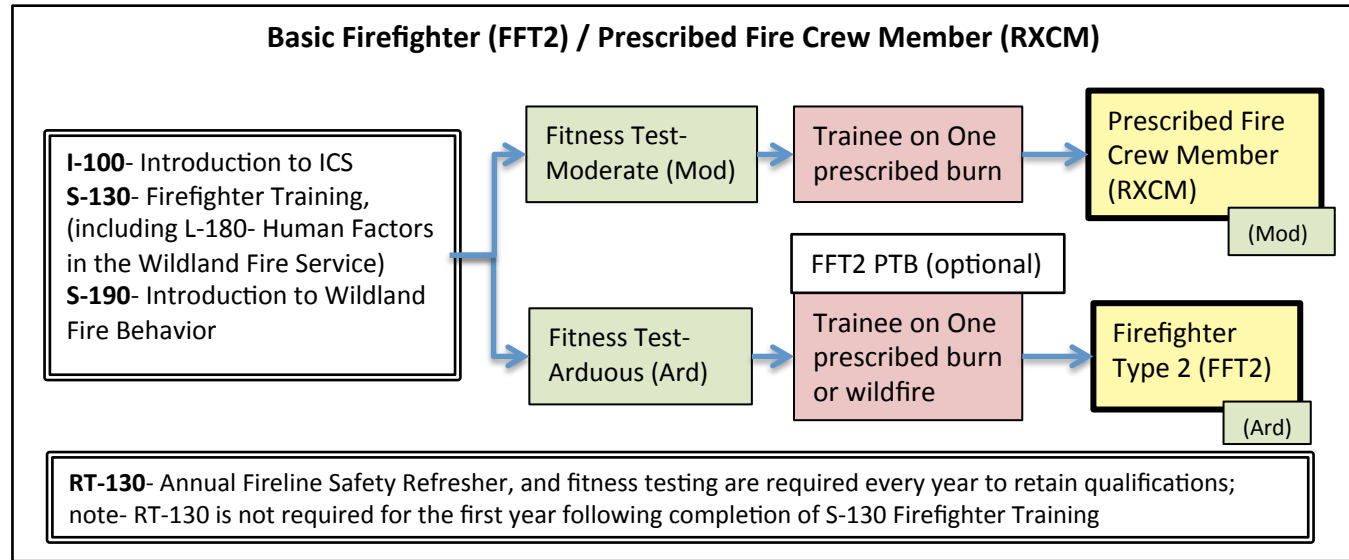 Basic Firefighter (FFT2) / Prescribed Fire Crew Member (RXCM)
I-100- Introduction to ICS
S-130- Firefighter Training,
(including L-180- Human Factors
in the Wildland Fire Service)
S-190- Introduction to Wildland
Fire Behavior
Fitness Test-
Moderate (Mod)
Trainee on One
prescribed burn
Prescribed Fire
Crew Member
(RXCM)
(Mod)
FFT2 PTB (optional)
Fitness Test-
Arduous (Ard)
Trainee on One
prescribed burn
or wildfire
Firefighter
Type 2 (FFT2)
(Ard)
RT-130- Annual Fireline Safety Refresher, and fitness testing are required every year to retain qualifications;
note- RT-130 is not required for the first year following completion of S-130 Firefighter Training